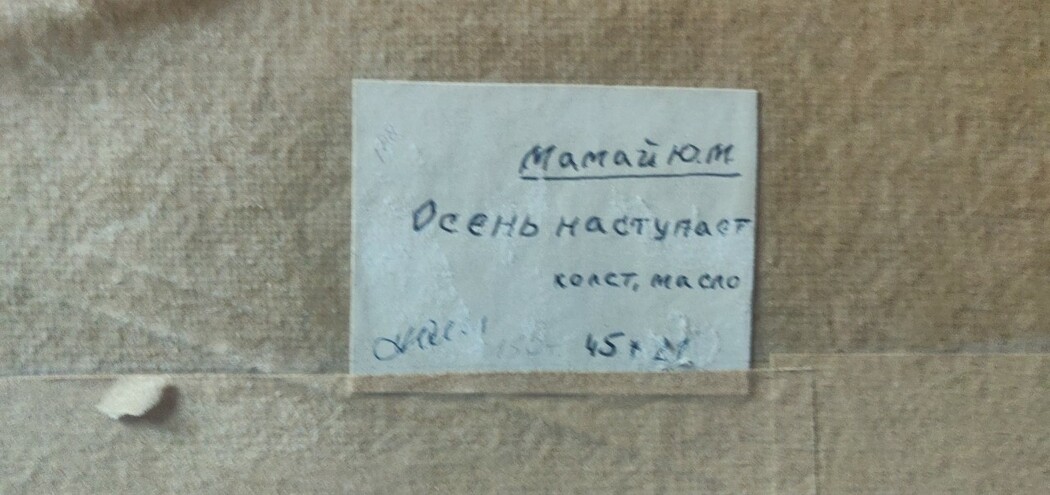 Мамай Ю.М
Осень наступает
холст, масло
45 ×